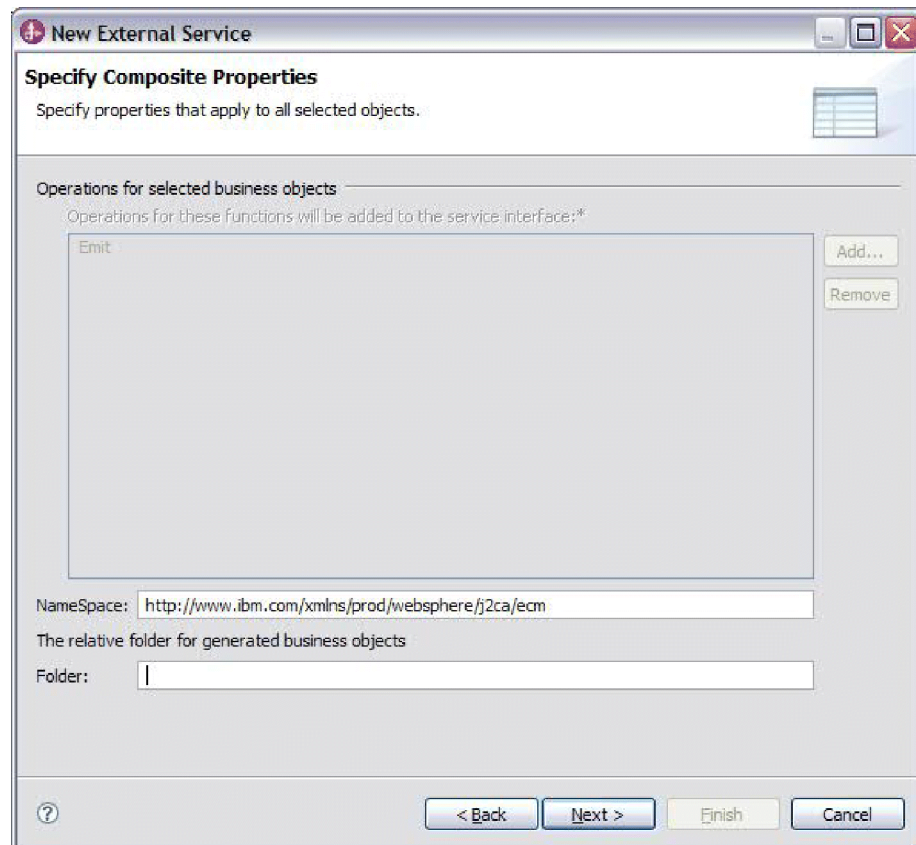 New External Service
Specify Composite Properties
Specify properties that apply to all selected objects.
Operations for selected business objects
Operations for these functions will be added to the service interface:*
Emit
Add...
Remove
NameSpace: http://www.ibm.com/xmlns/prod/websphere/j2ca/ecm
The relative folder for generated business objects
Folder:
< Back Next > Finish Cancel